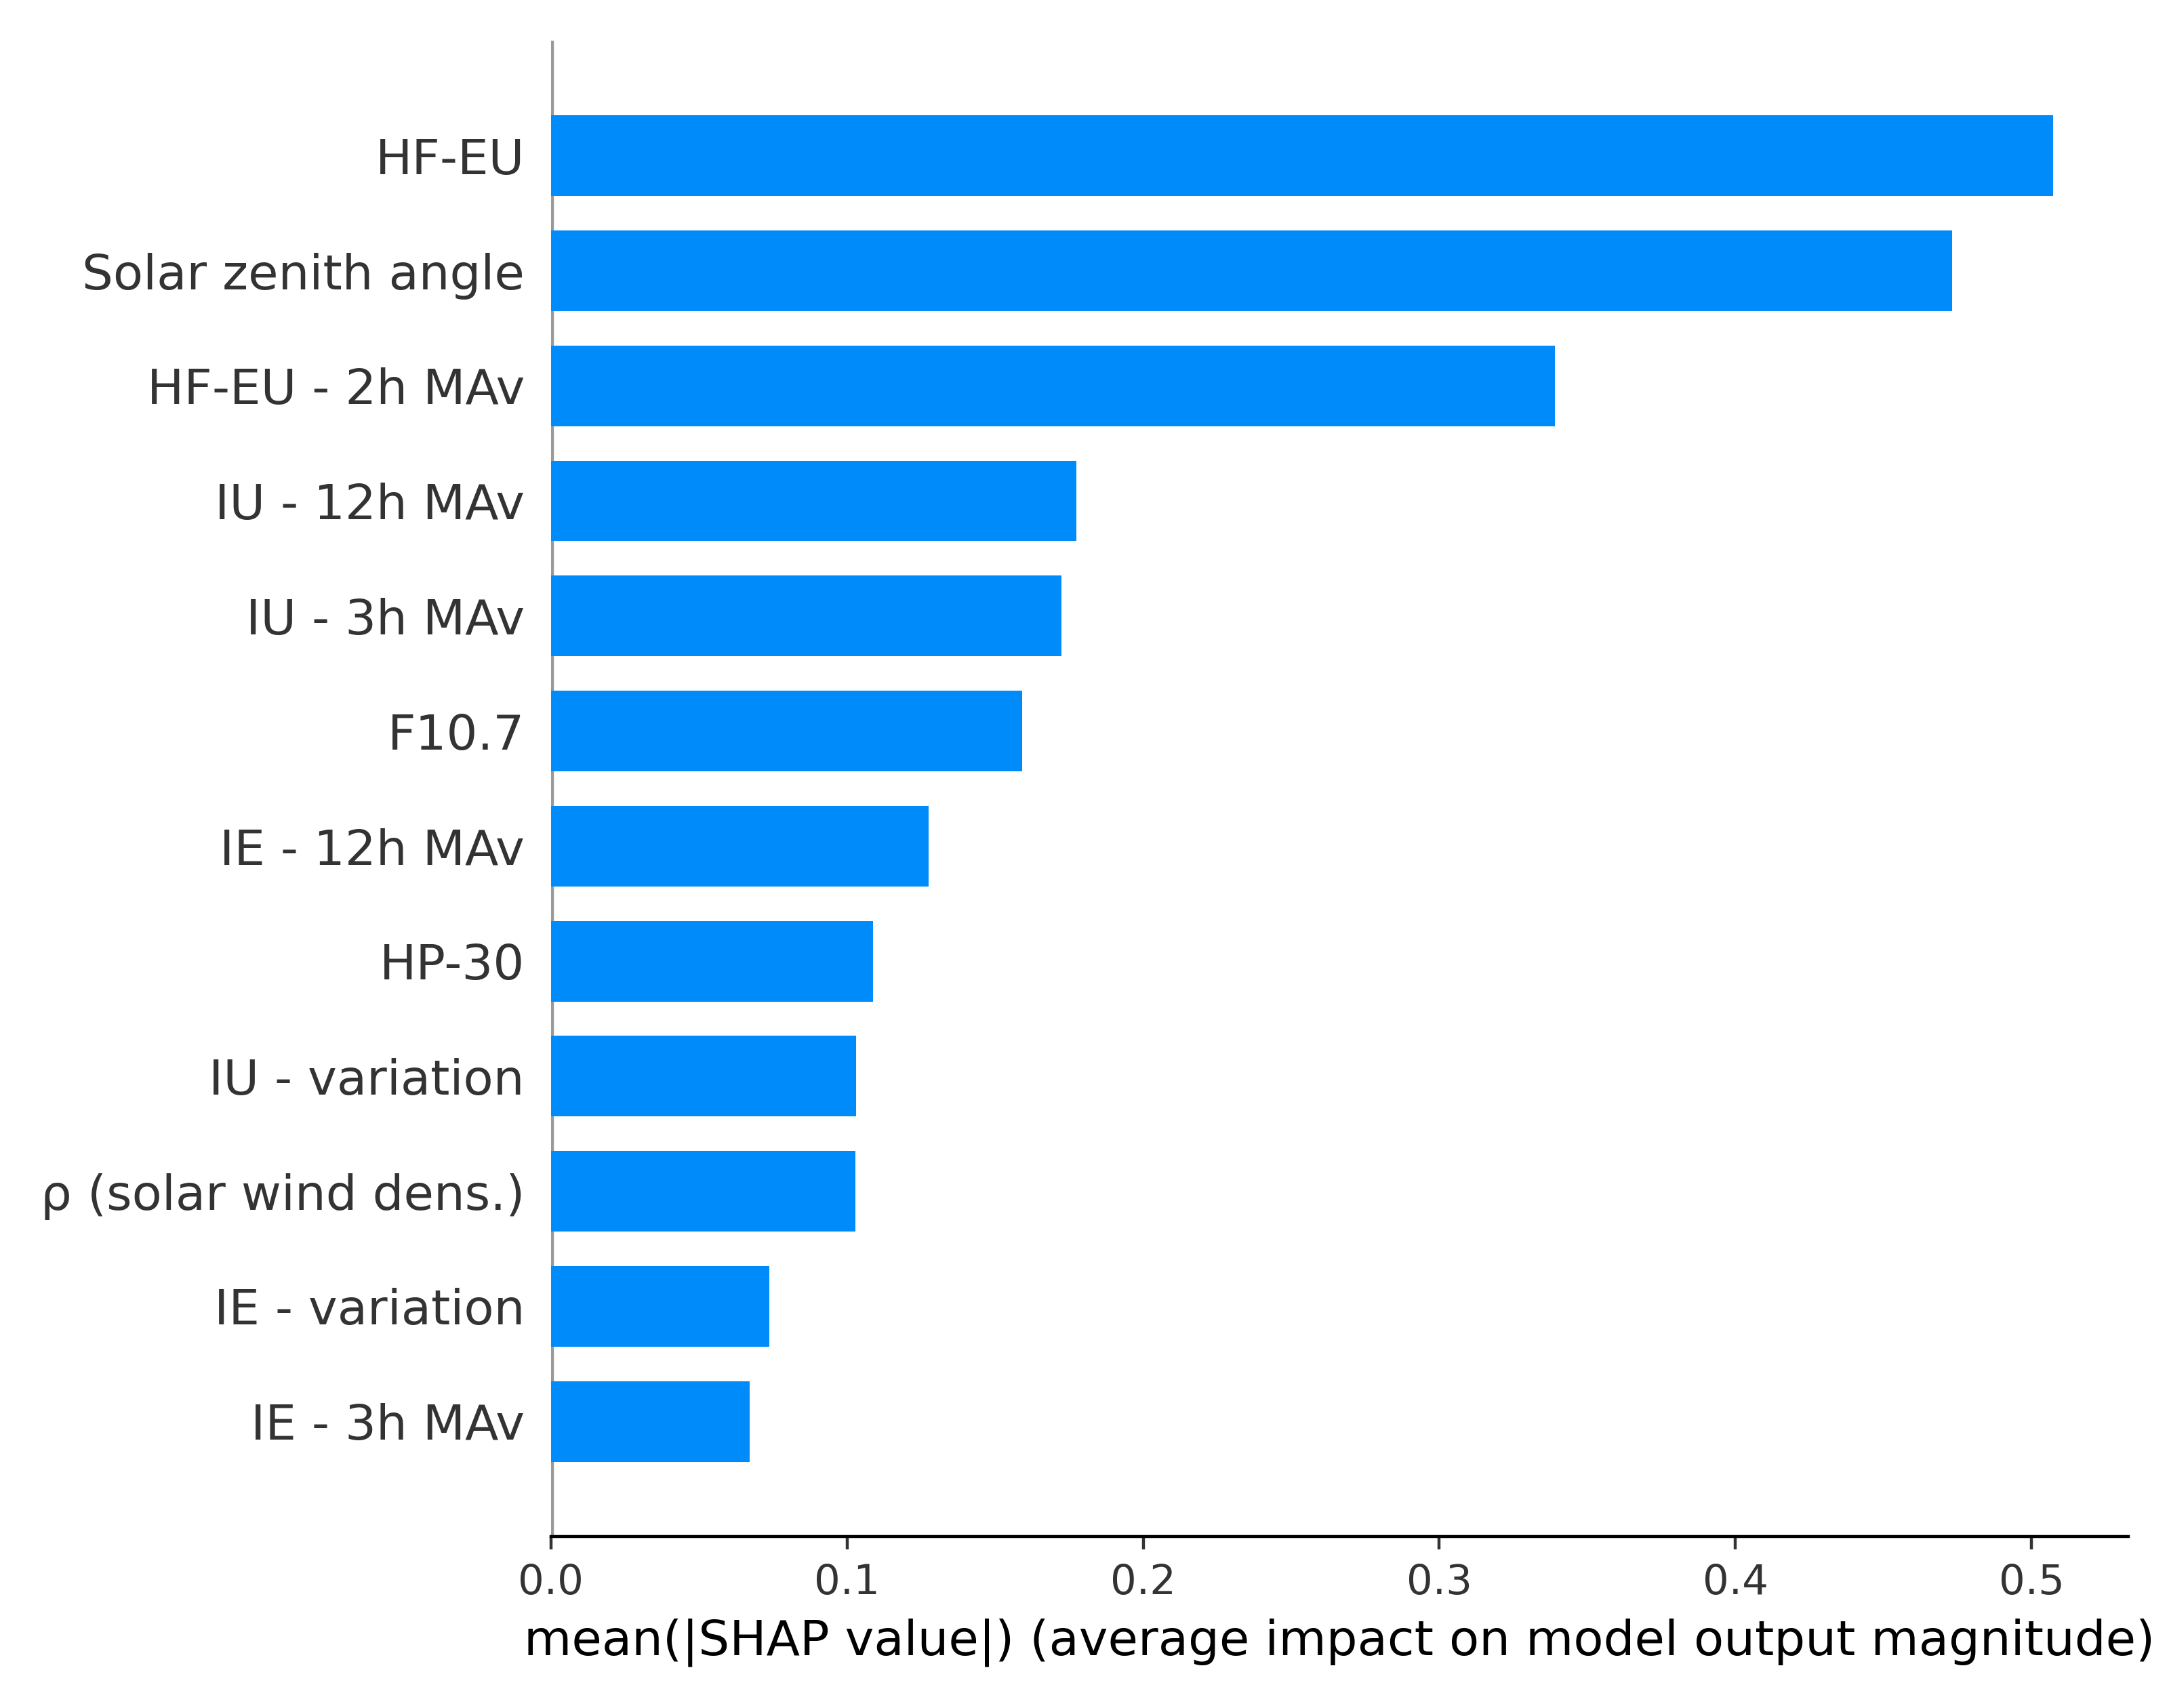 HF-EU
Solar zenith angle
HF-EU - 2h MAv
IU - 12h MAv
IU - 3h MAv
F10.7
IE - 12h MAv
HP-30
IU - variation
ρ (solar wind dens.)
IE - variation
IE - 3h MAv
0.0 0.1 0.2 0.3 0.4 0.5
mean(|SHAP value|) (average impact on model output magnitude)